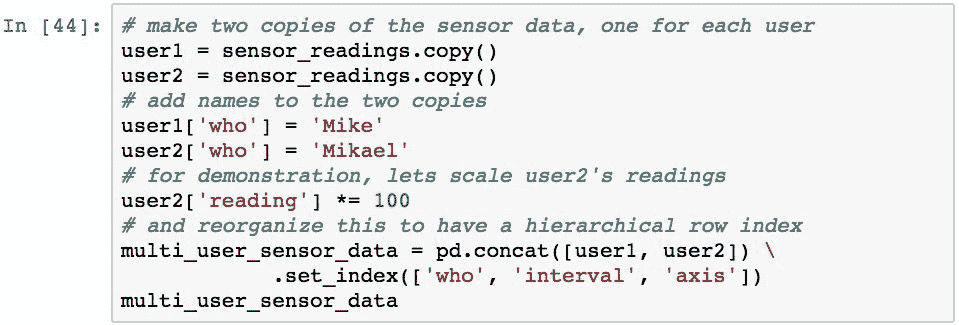 In [44]: # make two copies of the sensor data, one for each user
user1 = sensor_readings.copy()
user2 = sensor_readings.copy()
# add names to the two copies
user1['who'] = 'Mike'
user2['who'] = 'Mikael'
# for demonstration, lets scale user2's readings
user2['reading'] *= 100
# and reorganize this to have a hierarchical row index
multi_user_sensor_data = pd.concat([user1, user2]) \
            .set_index(['who', 'interval', 'axis'])
multi_user_sensor_data